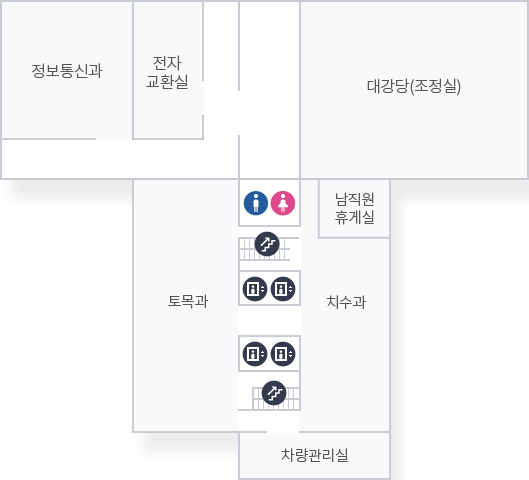 정보통신과
전자
교환실
대강당(조정실)
남직원
휴게실
토목과
치수과
차량관리실